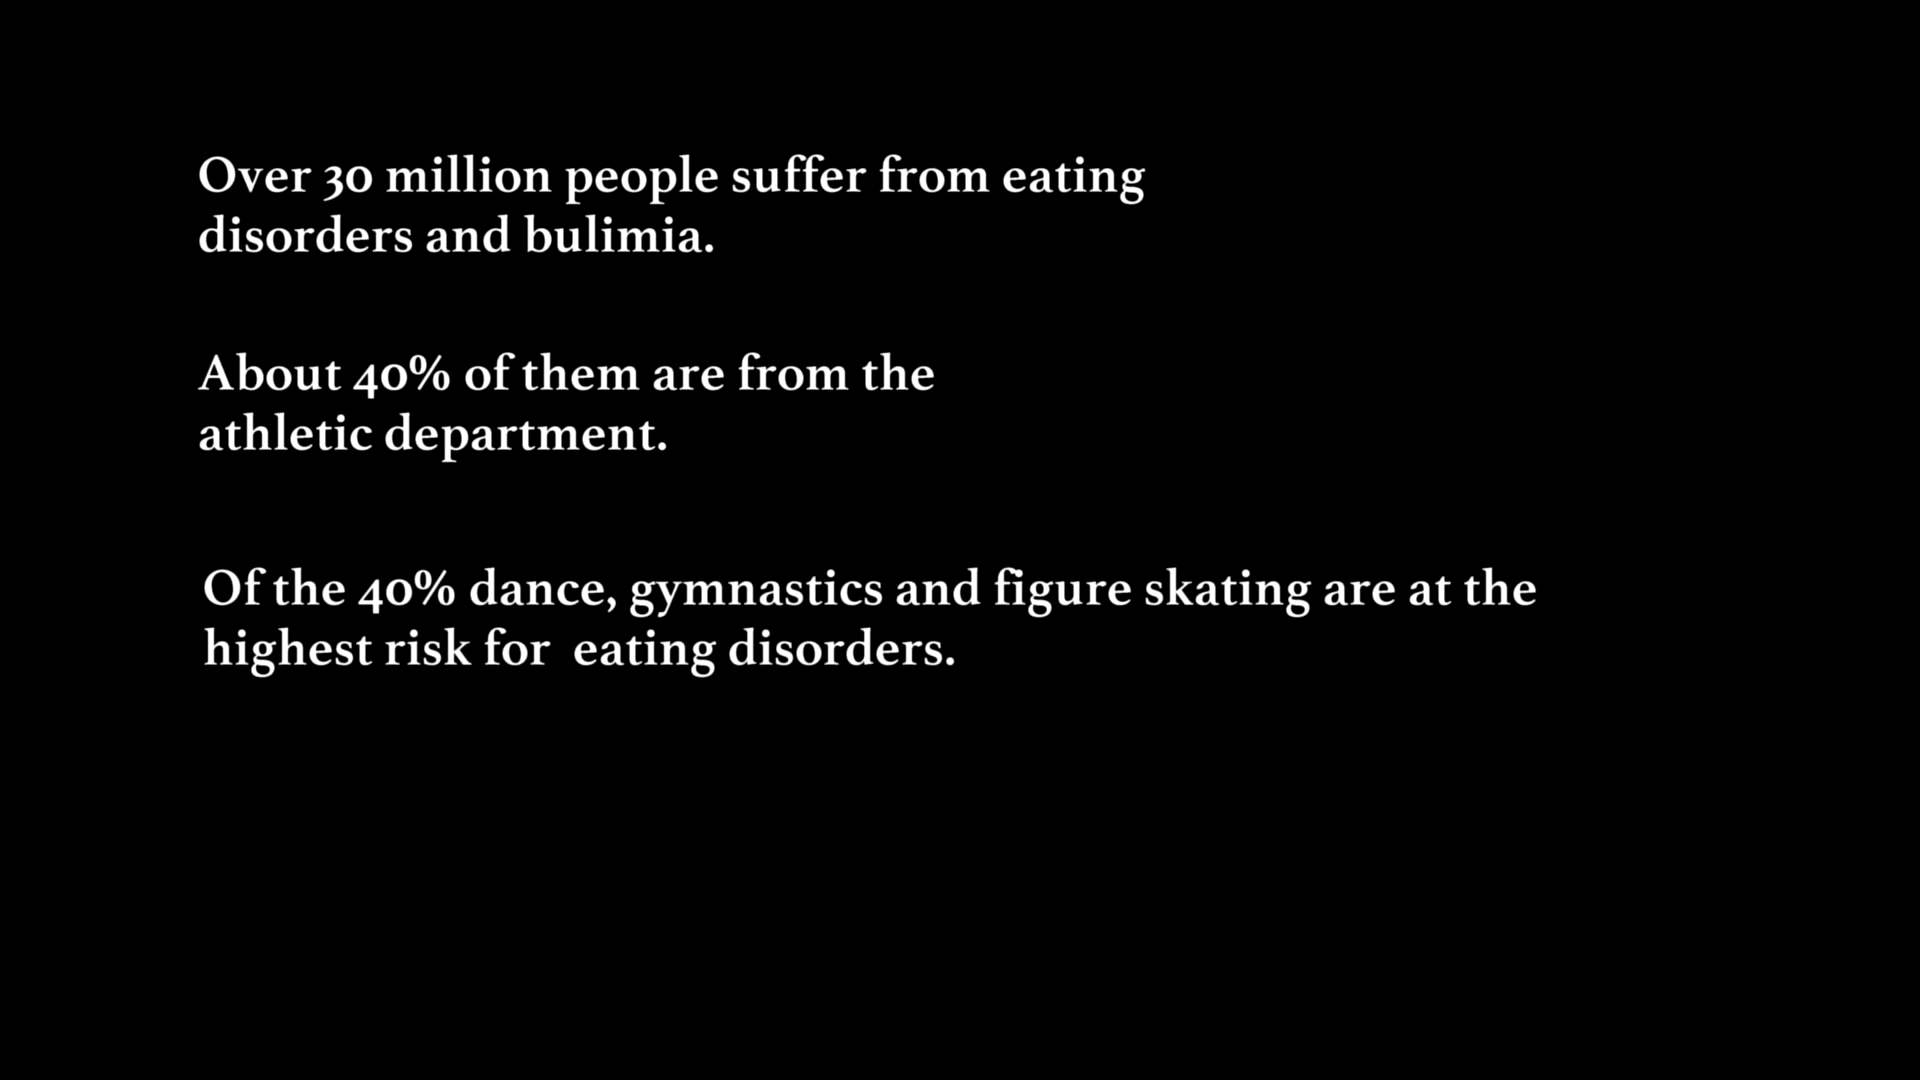 Over 30 million people suffer from eating
disorders and bulimia.
About 40% of them are from the
athletic department.
Of the 40% dance, gymnastics and figure skating are at the
highest risk for  eating disorders.